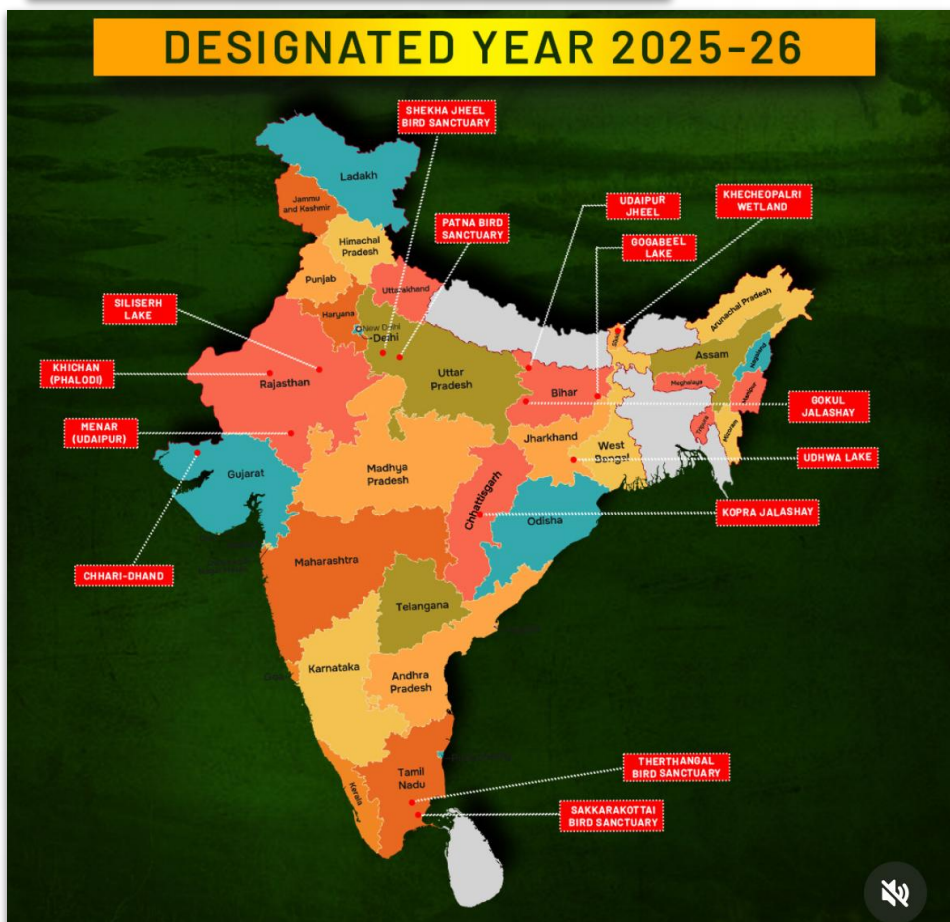 DESIGNATED YEAR 2025-26
SHEKHA JHEEL
BIRD SANCTUARY
Ladakh
Jammu
and Kashmir
UDAIPUR
JHEEL
KHECHEOPALRI
WETLAND
PATNA BIRD
SANCTUARY
GOGABEEL
LAKE
Himachal
Pradesh
Punjab
Uttarakhand
Arunachal Pradesh
SILISERH
LAKE
Haryana
New Delhi
Delhi
Assam
KHICHAN
(PHALODI)
Rajasthan
Uttar
Pradesh
Bihar
Meghalaya
Manipur
GOKUL
JALASHAY
MENAR
(UDAIPUR)
Jharkhand
West
Bengal
Tripura
Mizoram
UDHWA LAKE
Gujarat
Madhya
Pradesh
Chhattisgarh
Odisha
KOPRA JALASHAY
CHHARI-DHAND
Maharashtra
Telangana
Karnataka
Andhra
Pradesh
Goa
Tamil
Nadu
Kerala
THERTHANGAL
BIRD SANCTUARY
SAKKARAKOTTAI
BIRD SANCTUARY